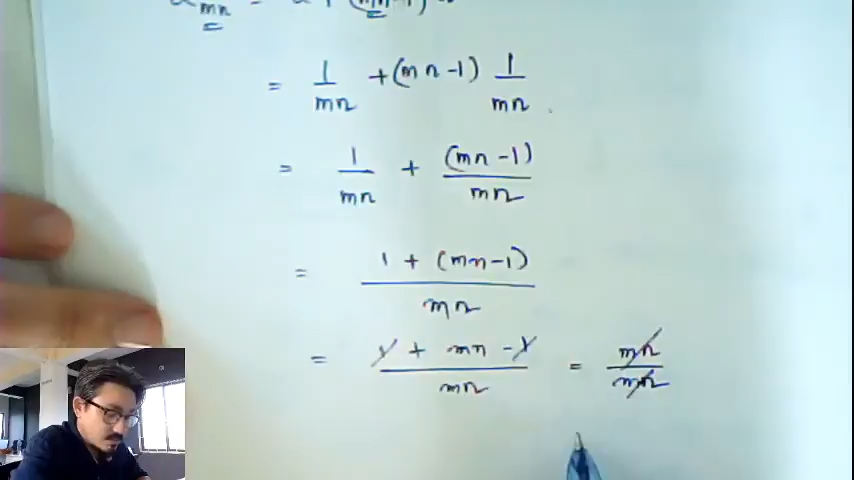 = 1/mn + (mn-1) 1/mn
= 1/mn + (mn-1)/mn
= 1 + (mn-1)/mn
= 1 + mn - 1/mn = mn/mn